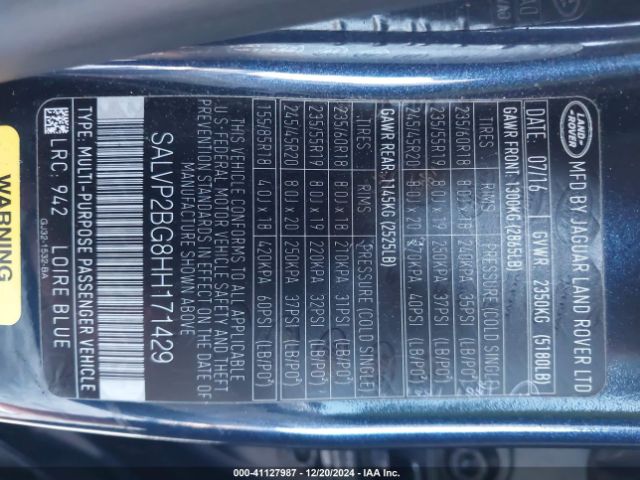 LAND
ROVER
MFD BY JAGUAR LAND ROVER LTD
07/16 GVWR 2350KG (5180LB)
GAWR FRONT: 1300KG (2865LB)
TIRES RIMS PRESSURE (COLD SINGLE)
235/60R18 8.0J x 18 240KPA 35PSI (LB/PO²)
235/55R19 8.0J x 19 250KPA 37PSI (LB/PO²)
245/45R20 8.0J x 20 270KPA 40PSI (LB/PO²)
GAWR REAR: 1145KG (2525LB)
TIRES RIMS PRESSURE (COLD SINGLE)
235/60R18 8.0J x 18 210KPA 31PSI (LB/PO²)
235/55R19 8.0J x 19 220KPA 32PSI (LB/PO²)
245/45R20 8.0J x 20 250KPA 37PSI (LB/PO²)
155/85R18 4.0J x 18 420KPA 60PSI (LB/PO²)
THIS VEHICLE CONFORMS TO ALL APPLICABLE
U S FEDERAL MOTOR VEHICLE SAFETY AND THEFT
PREVENTION STANDARDS IN EFFECT ON THE DATE OF
MANUFACTURE SHOWN ABOVE
SALVP2BG8HH171429
TYPE: MULTI-PURPOSE PASSENGER VEHICLE
LRC: 942 LOIRE BLUE
GJ32-1532-BA
WARNING
000-41127987 - 12/20/2024 - IAA Inc.